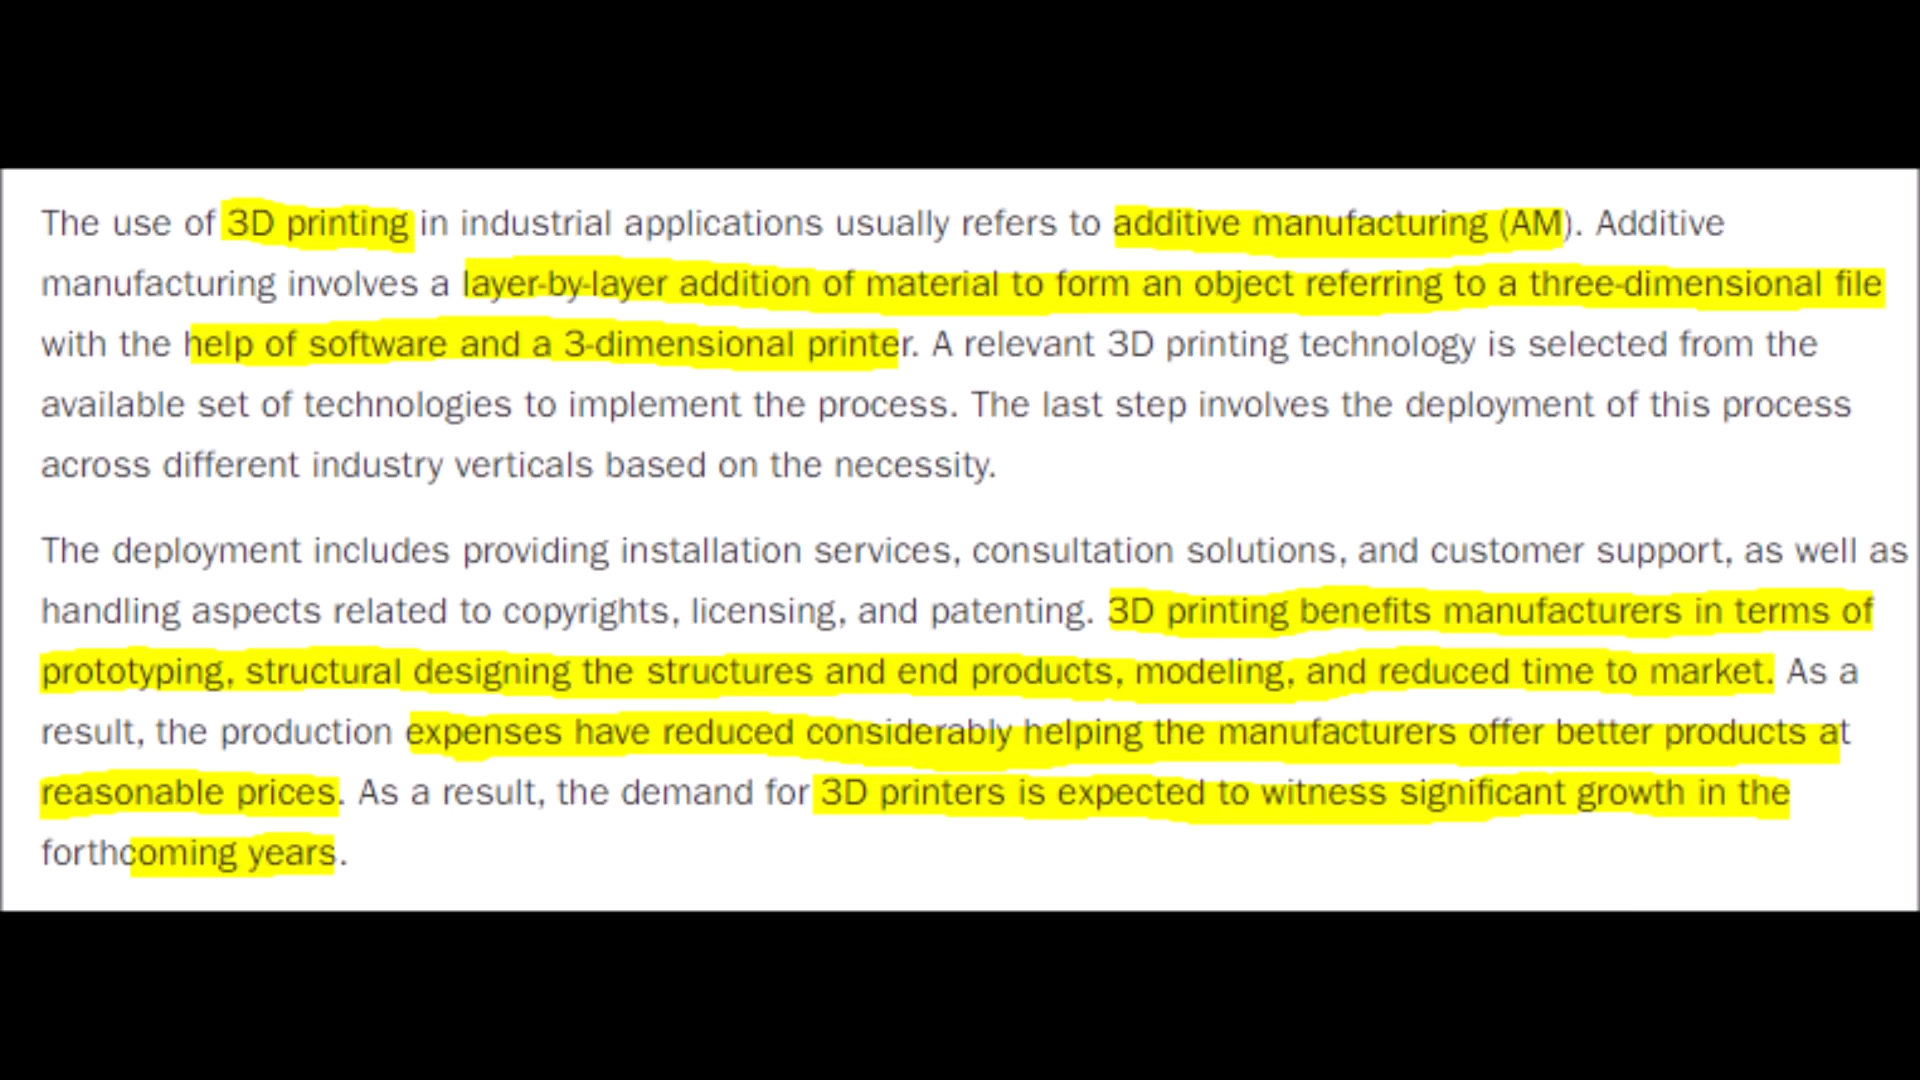 The use of 3D printing in industrial applications usually refers to additive manufacturing (AM). Additive
manufacturing involves a layer-by-layer addition of material to form an object referring to a three-dimensional file
with the help of software and a 3-dimensional printer. A relevant 3D printing technology is selected from the
available set of technologies to implement the process. The last step involves the deployment of this process
across different industry verticals based on the necessity.
The deployment includes providing installation services, consultation solutions, and customer support, as well as
handling aspects related to copyrights, licensing, and patenting. 3D printing benefits manufacturers in terms of
prototyping, structural designing the structures and end products, modeling, and reduced time to market. As a
result, the production expenses have reduced considerably helping the manufacturers offer better products at
reasonable prices. As a result, the demand for 3D printers is expected to witness significant growth in the
forthcoming years.